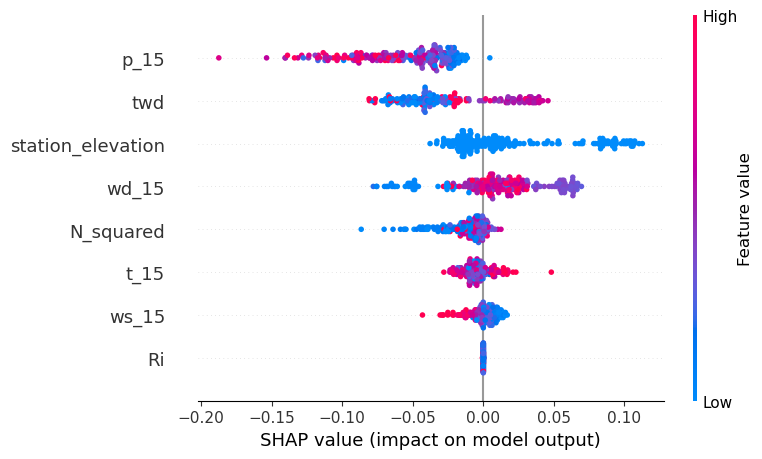 High
p_15
twd
station_elevation
wd_15
N_squared
t_15
ws_15
Ri
Feature value
Low
−0.20 −0.15 −0.10 −0.05 0.00 0.05 0.10
SHAP value (impact on model output)